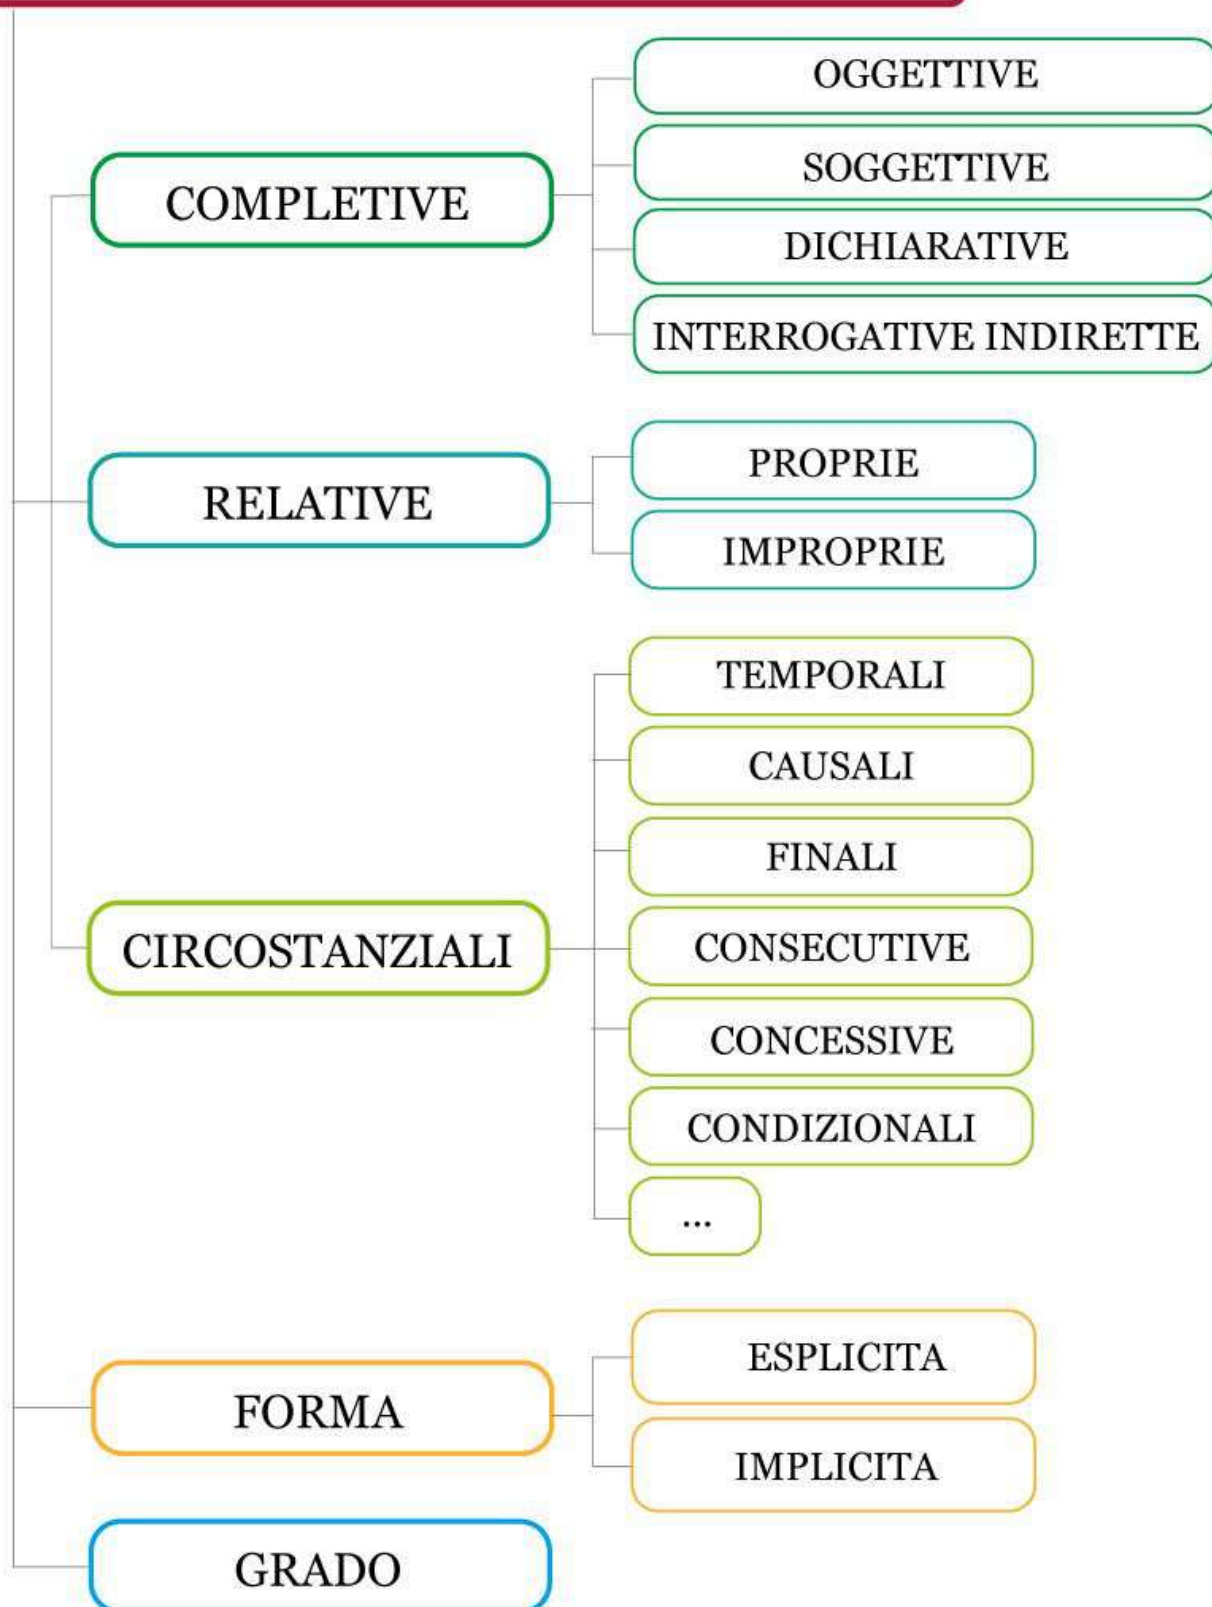 COMPLETIVE
OGGETTIVE
SOGGETTIVE
DICHIARATIVE
INTERROGATIVE INDIRETTE
RELATIVE
PROPRIE
IMPROPRIE
CIRCOSTANZIALI
TEMPORALI
CAUSALI
FINALI
CONSECUTIVE
CONCESSIVE
CONDIZIONALI
...
FORMA
ESPLICITA
IMPLICITA
GRADO